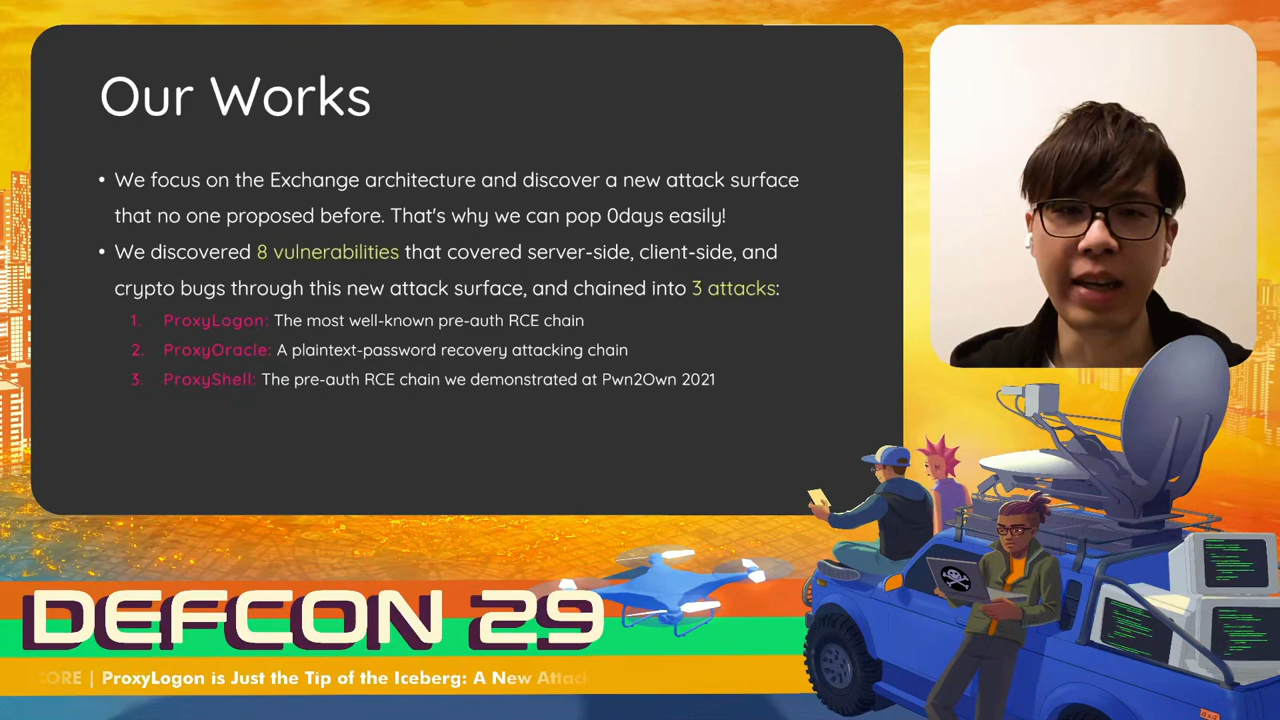 Our Works
• We focus on the Exchange architecture and discover a new attack surface
that no one proposed before. That's why we can pop 0days easily!
• We discovered 8 vulnerabilities that covered server-side, client-side, and
crypto bugs through this new attack surface, and chained into 3 attacks:
1. ProxyLogon: The most well-known pre-auth RCE chain
2. ProxyOracle: A plaintext-password recovery attacking chain
3. ProxyShell: The pre-auth RCE chain we demonstrated at Pwn2Own 2021
DEFCON 29
ORE | ProxyLogon is Just the Tip of the Iceberg: A New Attac